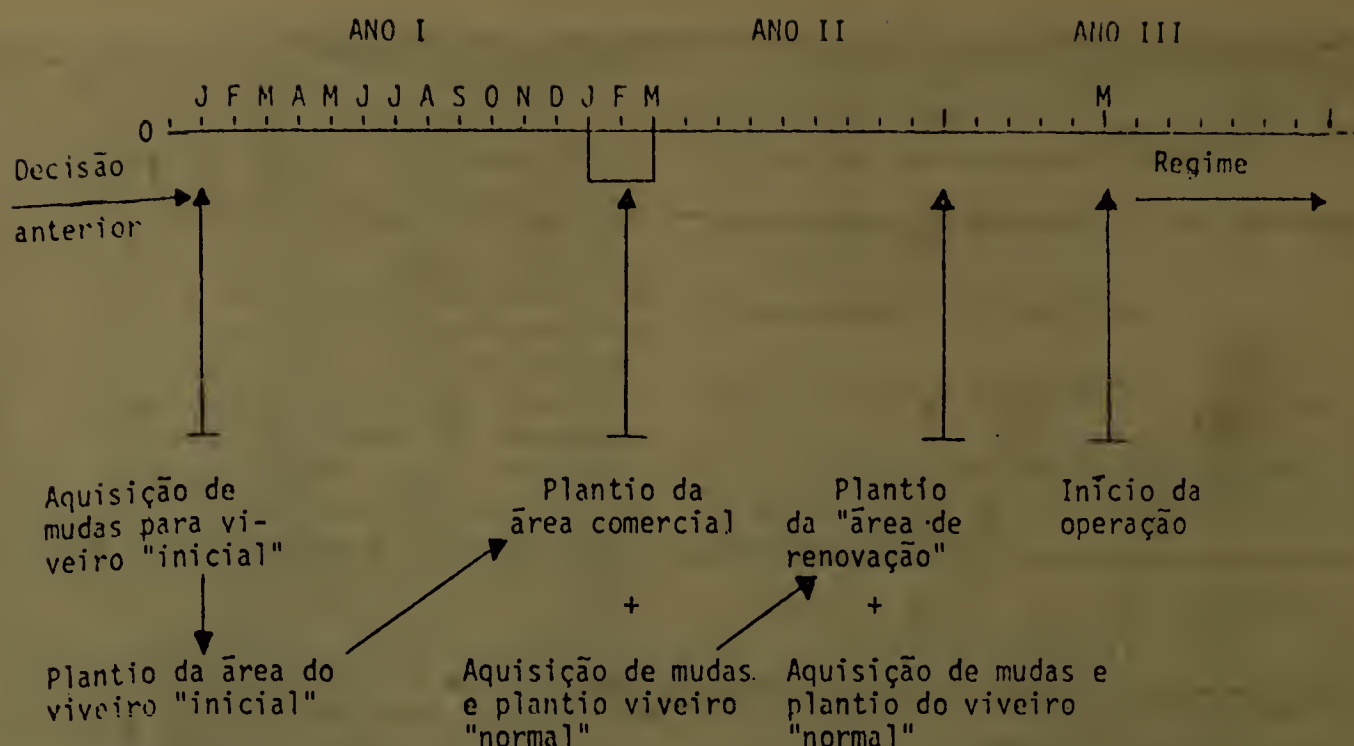 ANO I ANO II ANO III
J F M A M J J A S O N D J F M M
0
Decisão
anterior
Regime
Aquisição de
mudas para vi-
veiro "inicial"
Plantio da área do
viveiro "inicial"
Plantio da
área comercial
+
Aquisição de mudas.
e plantio viveiro
"normal"
Plantio
da "área de
renovação"
+
Aquisição de mudas e
plantio do viveiro
"normal"
Início da
operação